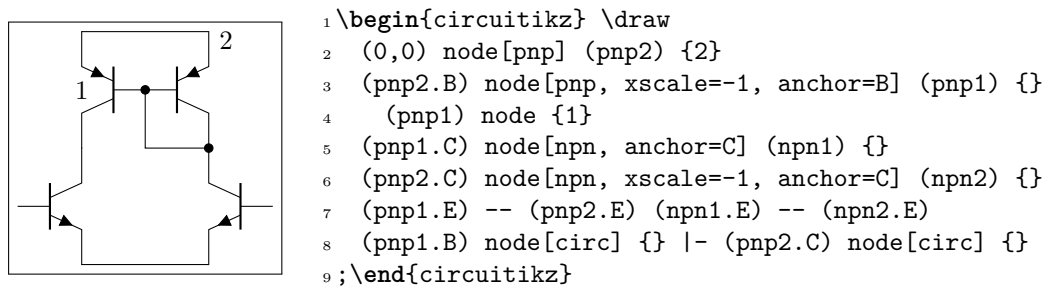 2
1
1 \begin{circuitikz} \draw
2 (0,0) node[pnp] (pnp2) {2}
3 (pnp2.B) node[pnp, xscale=-1, anchor=B] (pnp1) {}
4 (pnp1) node {1}
5 (pnp1.C) node[npn, anchor=C] (npn1) {}
6 (pnp2.C) node[npn, xscale=-1, anchor=C] (npn2) {}
7 (pnp1.E) -- (pnp2.E) (npn1.E) -- (npn2.E)
8 (pnp1.B) node[circ] {} |- (pnp2.C) node[circ] {}
9 ;\end{circuitikz}